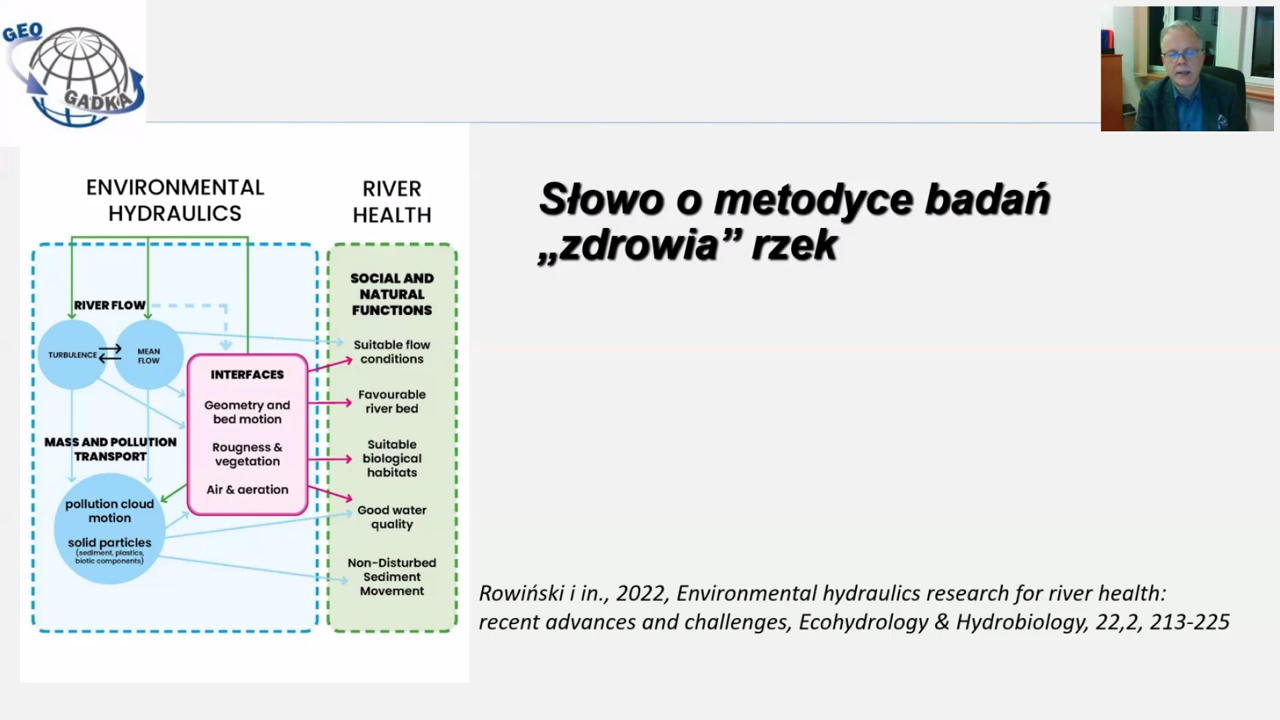 GEO
GADKA
ENVIRONMENTAL
HYDRAULICS
RIVER
HEALTH
Słowo o metodyce badań
„zdrowia” rzek
RIVER FLOW
TURBULENCE
MEAN
FLOW
INTERFACES
Geometry and
bed motion
Rougness &
vegetation
Air & aeration
MASS AND POLLUTION
TRANSPORT
pollution cloud
motion
solid particles
(sediment, plastics,
biotic components)
SOCIAL AND
NATURAL
FUNCTIONS
Suitable flow
conditions
Favourable
river bed
Suitable
biological
habitats
Good water
quality
Non-Disturbed
Sediment
Movement
Rowiński i in., 2022, Environmental hydraulics research for river health:
recent advances and challenges, Ecohydrology & Hydrobiology, 22,2, 213-225